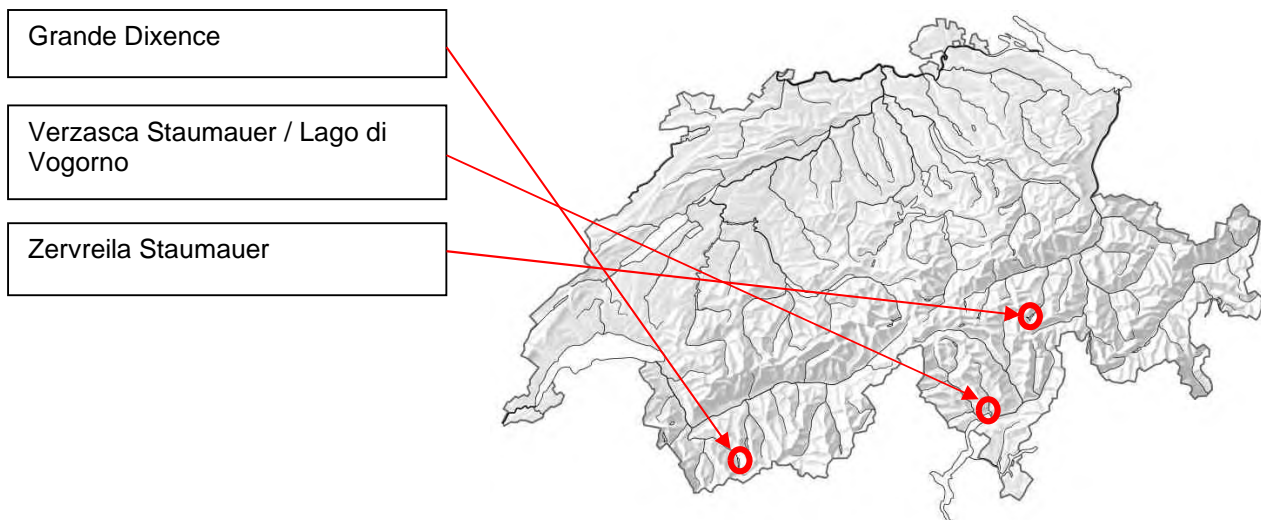 Grande Dixence
Verzasca Staumauer / Lago di
Vogorno
Zervreila Staumauer